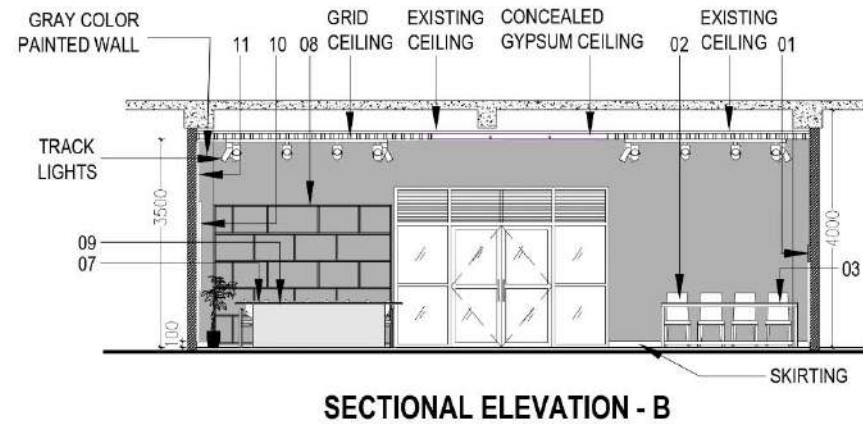 GRAY COLOR
PAINTED WALL
11
10
08
GRID
CEILING
EXISTING
CEILING
CONCEALED
GYPSUM CEILING
02
EXISTING
CEILING
01
TRACK
LIGHTS
3500
4000
09
07
03
100
SKIRTING
SECTIONAL ELEVATION - B